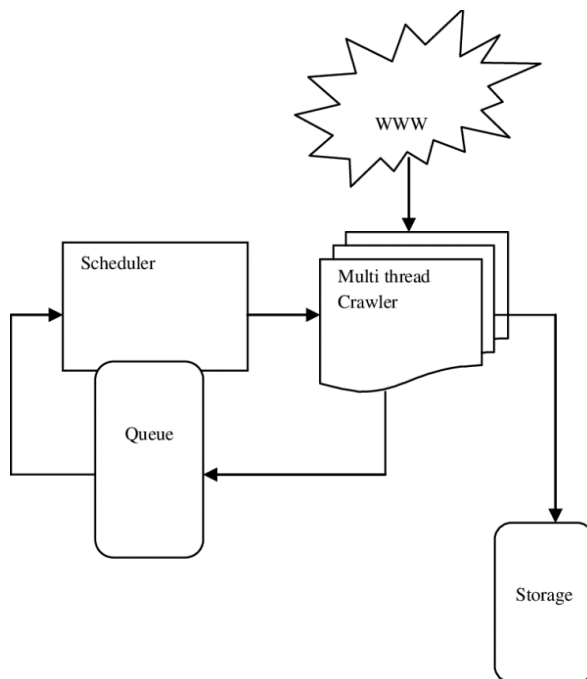 WWW
Scheduler
Multi thread
Crawler
Queue
Storage